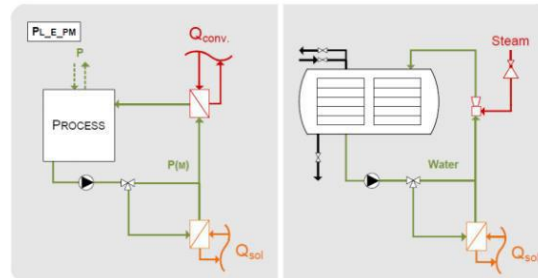 PL_E_PM
P
Qconv.
PROCESS
P(M)
Qsol
Steam
Water
Qsol